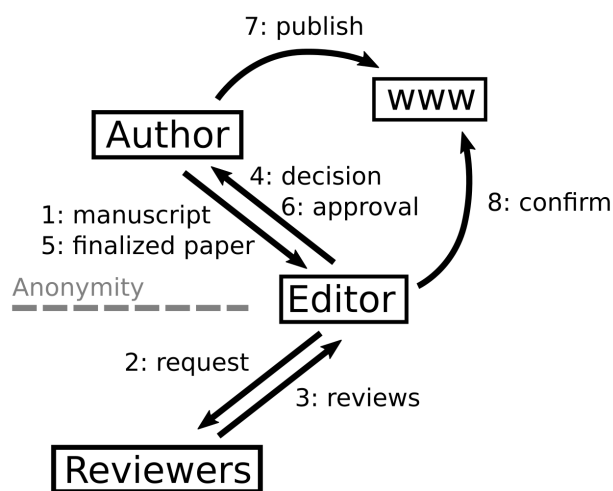 7: publish
www
Author
4: decision
6: approval
1: manuscript
5: finalized paper
8: confirm
Anonymity
Editor
2: request
3: reviews
Reviewers